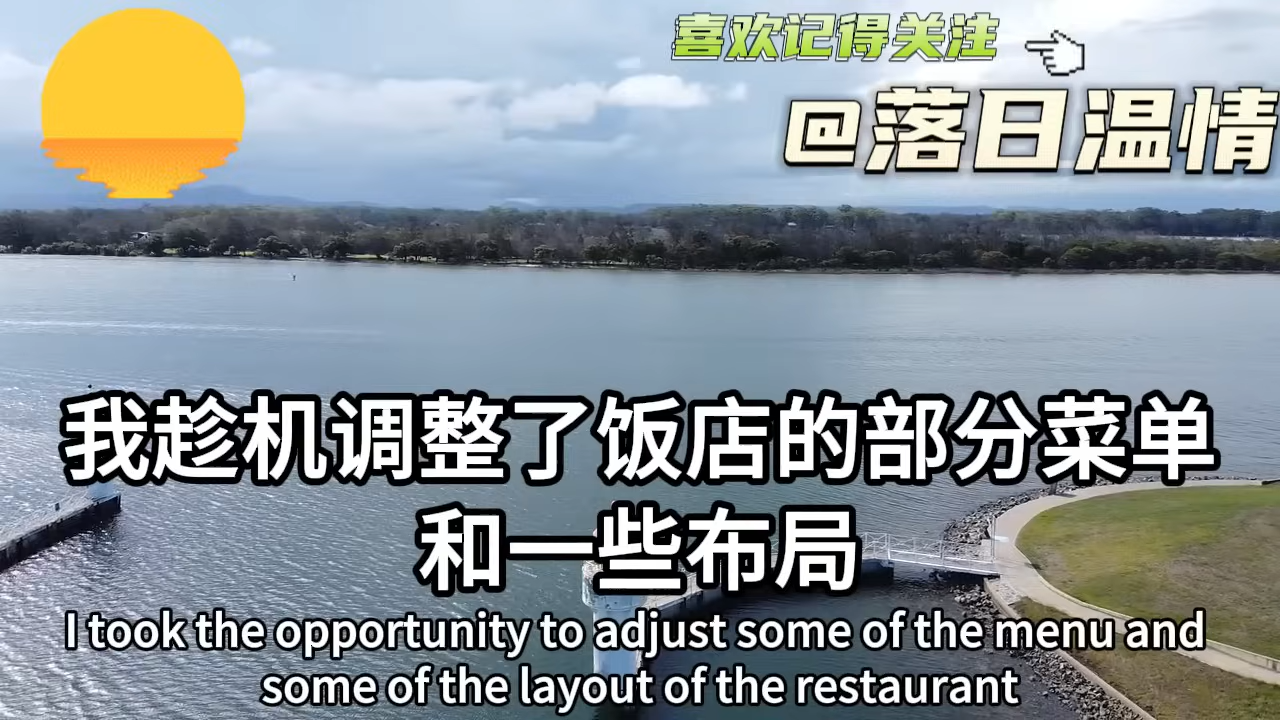 喜欢记得关注
@落日温情
我趁机调整了饭店的部分菜单
和一些布局
I took the opportunity to adjust some of the menu and
some of the layout of the restaurant